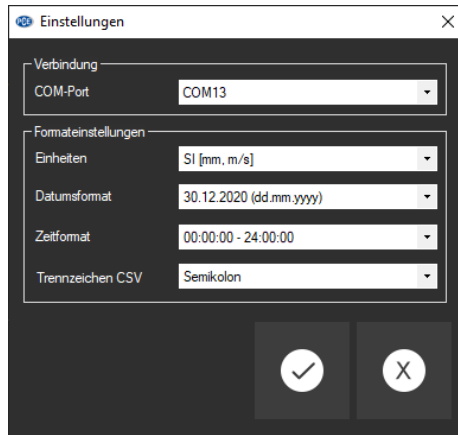 PCE Einstellungen
Verbindung
COM-Port COM13
Formateinstellungen
Einheiten SI [mm, m/s]
Datumsformat 30.12.2020 (dd.mm.yyyy)
Zeitformat 00:00:00 - 24:00:00
Trennzeichen CSV Semikolon
X